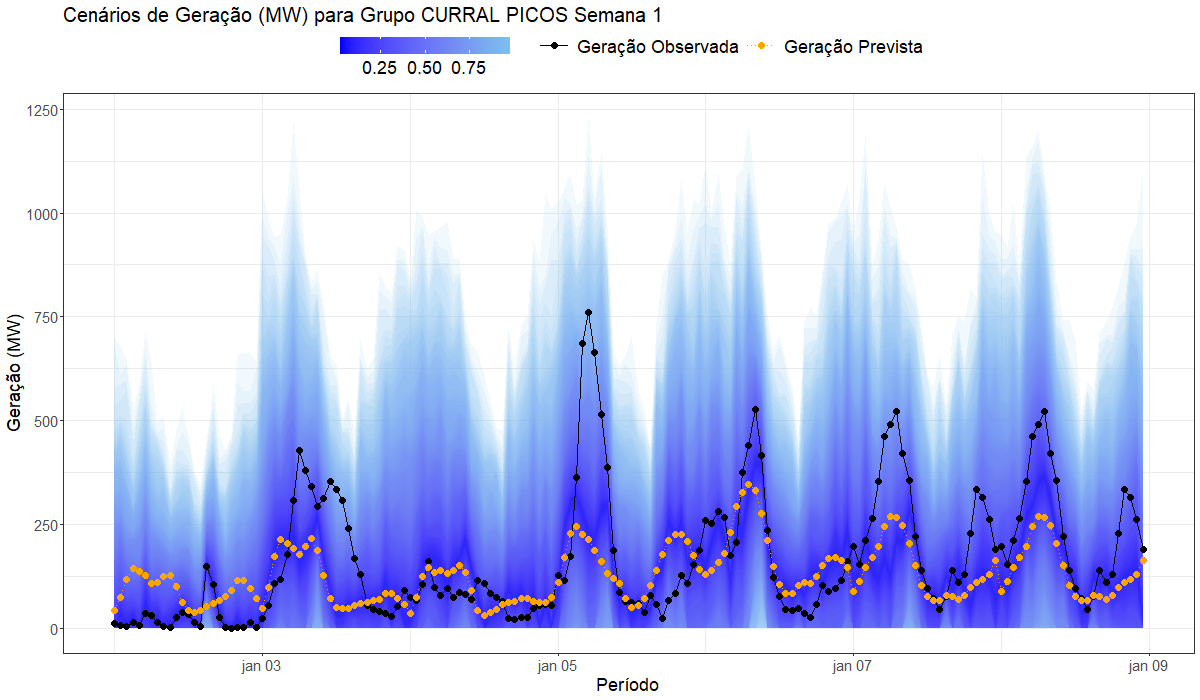 Cenários de Geração (MW) para Grupo CURRAL PICOS Semana 1
0.25 0.50 0.75
Geração Observada
Geração Prevista
Geração (MW)
1250
1000
750
500
250
0
jan 03
jan 05
jan 07
jan 09
Período